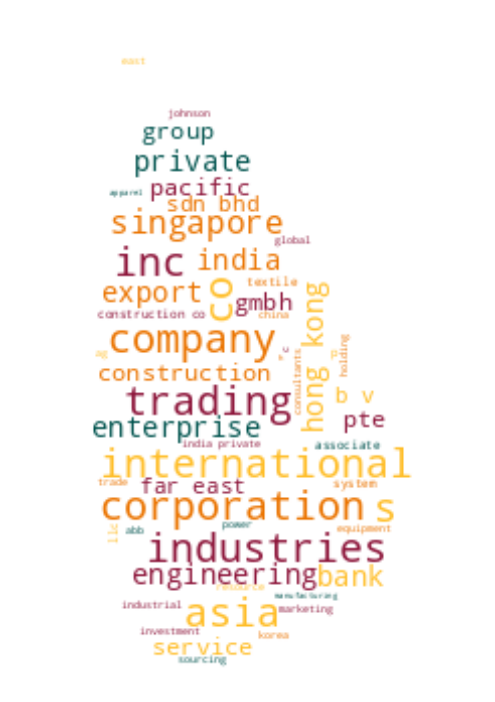 east
johnson
group
private
apparel pacific
sdn bhd
singapore
global
inc india
textile
export co gmbh
construction co china
hong kong
company
ag c
holding
consultants
construction
b v
trading
pte
enterprise
india private associate
international
trade far east system
corporation s
power equipment
llc abb
industries
engineering bank
resource
manufacturing
industrial asia marketing
investment korea
service
sourcing